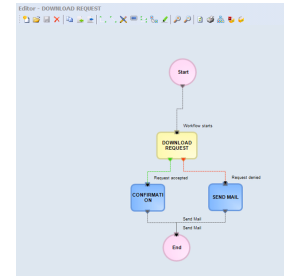 Editor - DOWNLOAD REQUEST
Start
Workflow starts
DOWNLOAD
REQUEST
Request accepted
Request denied
CONFIRMATI
ON
SEND MAIL
Send Mail
Send Mail
End